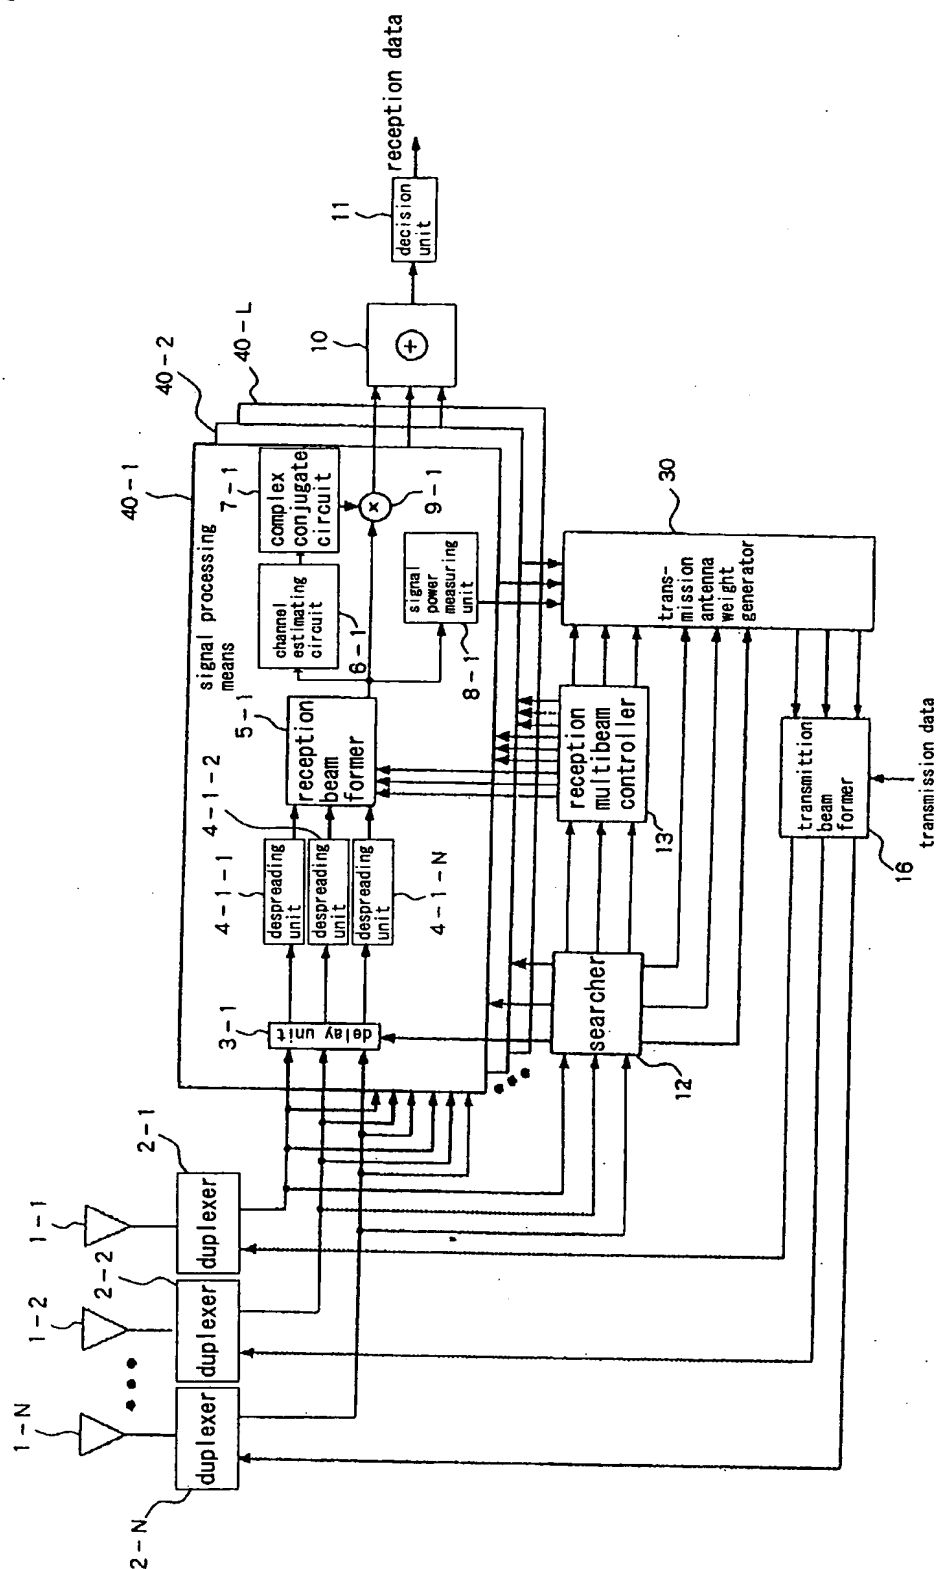 1-1
1-2
1-N
2-1
duplexer
2-2
duplexer
duplexer
2-N
40-1
40-2
40-L
signal processing
means
3-1
delay unit
4-1-1
despreading
unit
4-1-2
despreading
unit
despreading
unit
4-1-N
5-1
reception
beam
former
channel
estimating
circuit
6-1
7-1
complex
conjugate
circuit
×
9-1
signal
power
measuring
unit
8-1
10
+
11
decision
unit
reception data
searcher
12
reception
multibeam
controller
13
30
trans-
mission
antenna
weight
generator
transmittion
beam
former
16
transmission data